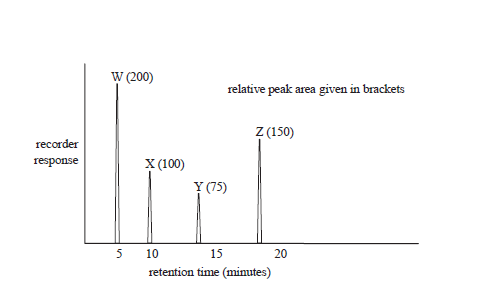 W (200)
relative peak area given in brackets
Z (150)
recorder
response
X (100)
Y (75)
5 10 15 20
retention time (minutes)